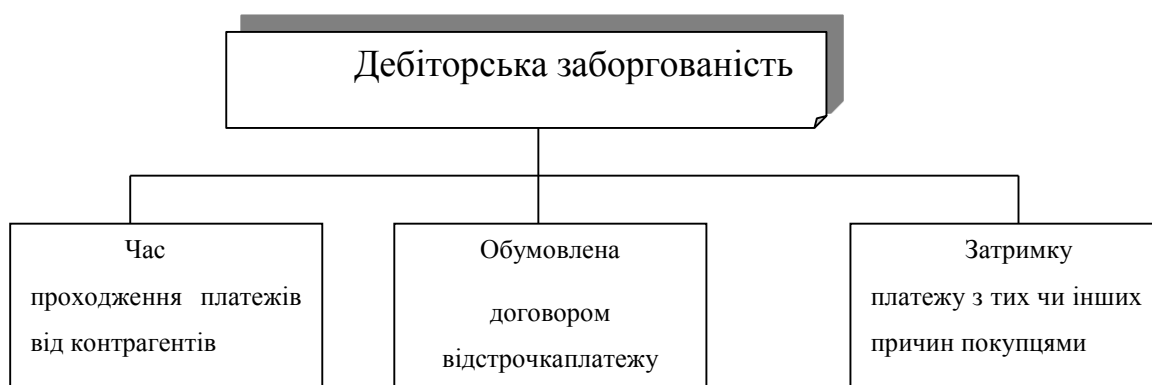 Дебіторська заборгованість
Час
проходження платежів
від контрагентів
Обумовлена
договором
відстрочкаплатежу
Затримку
платежу з тих чи інших
причин покупцями